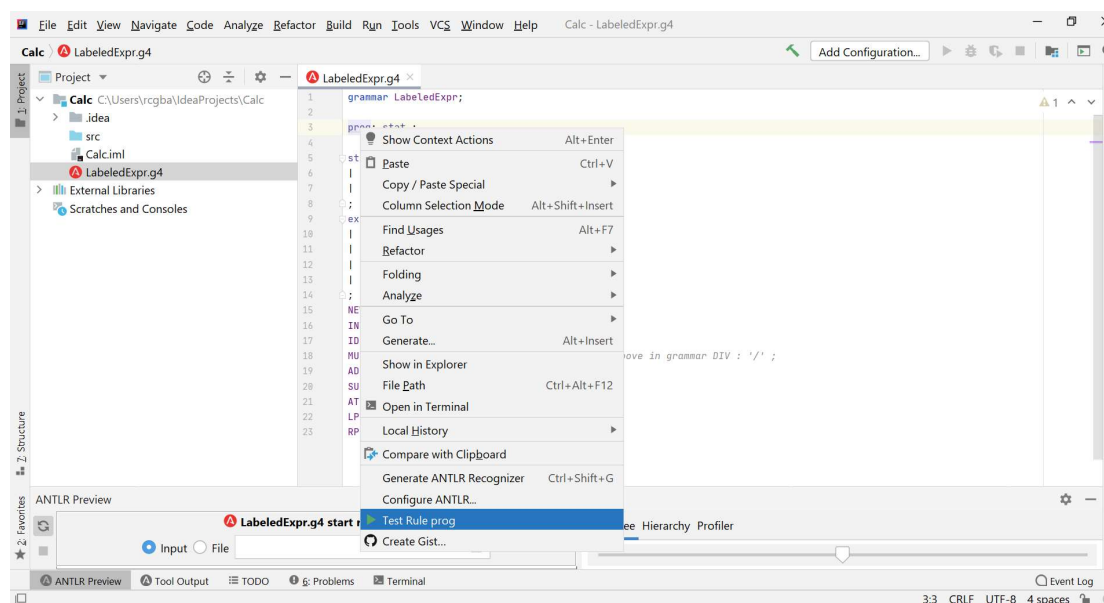 File Edit View Navigate Code Analyze Refactor Build Run Tools VCS Window Help Calc - LabeledExpr.g4
Calc LabeledExpr.g4 Add Configuration...
1: Project
Project
LabeledExpr.g4
Calc C:\Users\rcgba\IdeaProjects\Calc
.idea
src
Calc.iml
LabeledExpr.g4
External Libraries
Scratches and Consoles
1 grammar LabeledExpr;
1
2
3 prog: stat ;
4
5 st
6 |
7 |
8 ;
9 ex
10 |
11 |
12 |
13 |
14 ;
15 NE
16 IN
17 ID
18 MU ove in grammar DIV : '/' ;
19 AD
20 SU
21 AT
22 LP
23 RP
Show Context Actions Alt+Enter
Paste Ctrl+V
Copy / Paste Special
Column Selection Mode Alt+Shift+Insert
Find Usages Alt+F7
Refactor
Folding
Analyze
Go To
Generate... Alt+Insert
Show in Explorer
File Path Ctrl+Alt+F12
Open in Terminal
Local History
Compare with Clipboard
Generate ANTLR Recognizer Ctrl+Shift+G
Configure ANTLR...
Test Rule prog
Create Gist...
Z: Structure
2: Favorites
ANTLR Preview
LabeledExpr.g4 start r
ee Hierarchy Profiler
Input File
ANTLR Preview Tool Output TODO 6: Problems Terminal Event Log
3:3 CRLF UTF-8 4 spaces